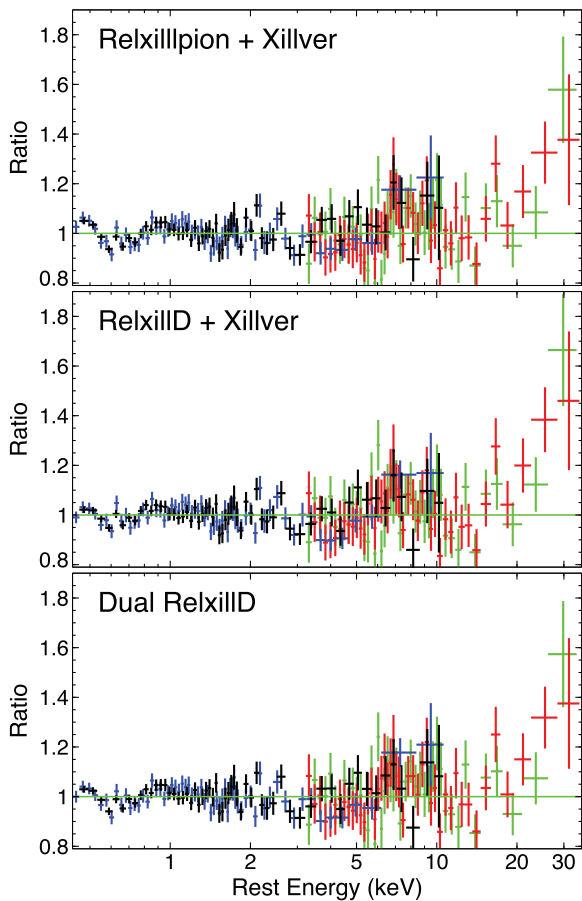 Relxilllpion + Xillver
1.8
1.6
1.4
1.2
1
0.8
Ratio
RelxillD + Xillver
1.8
1.6
1.4
1.2
1
0.8
Ratio
Dual RelxillD
1.8
1.6
1.4
1.2
1
0.8
Ratio
1 2 5 10 20 30
Rest Energy (keV)